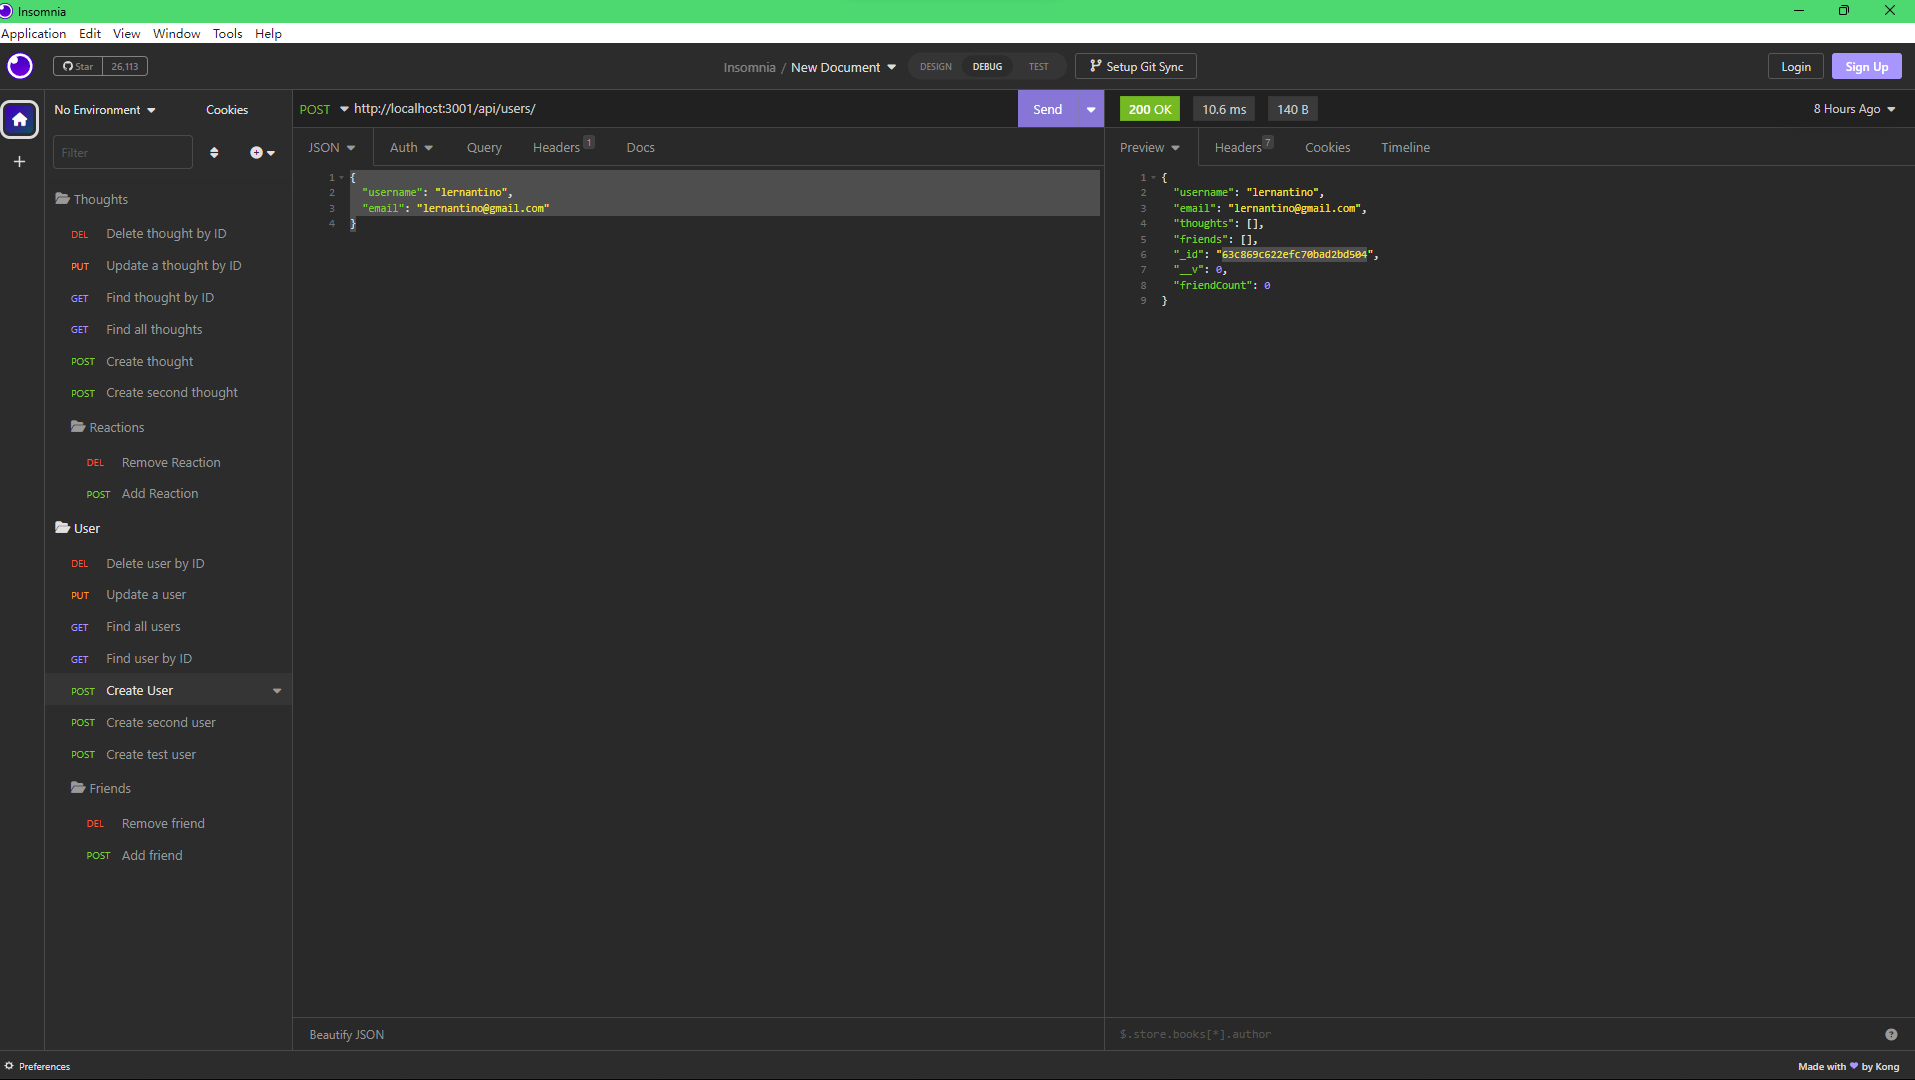 Insomnia
Application Edit View Window Tools Help
Star 26,113
Insomnia / New Document
DESIGN DEBUG TEST
Setup Git Sync
Login Sign Up
No Environment
Cookies
Filter
Thoughts
DEL Delete thought by ID
PUT Update a thought by ID
GET Find thought by ID
GET Find all thoughts
POST Create thought
POST Create second thought
Reactions
DEL Remove Reaction
POST Add Reaction
User
DEL Delete user by ID
PUT Update a user
GET Find all users
GET Find user by ID
POST Create User
POST Create second user
POST Create test user
Friends
DEL Remove friend
POST Add friend
POST http://localhost:3001/api/users/
Send
JSON Auth Query Headers 1 Docs
1 {
2 "username": "lernantino",
3 "email": "lernantino@gmail.com"
4 }
Beautify JSON
200 OK 10.6 ms 140 B
8 Hours Ago
Preview Headers 7 Cookies Timeline
1 {
2 "username": "lernantino",
3 "email": "lernantino@gmail.com",
4 "thoughts": [],
5 "friends": [],
6 "_id": "63c869c622efc70bad2bd504",
7 "__v": 0,
8 "friendCount": 0
9 }
$.store.books[*].author
?
Preferences
Made with ♥ by Kong